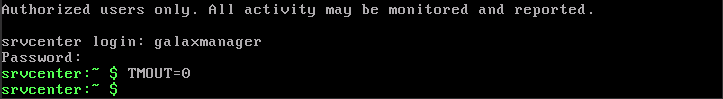 Authorized users only. All activity may be monitored and reported.
srvcenter login: galaxmanager
Password:
srvcenter:~ $ TMOUT=0
srvcenter:~ $